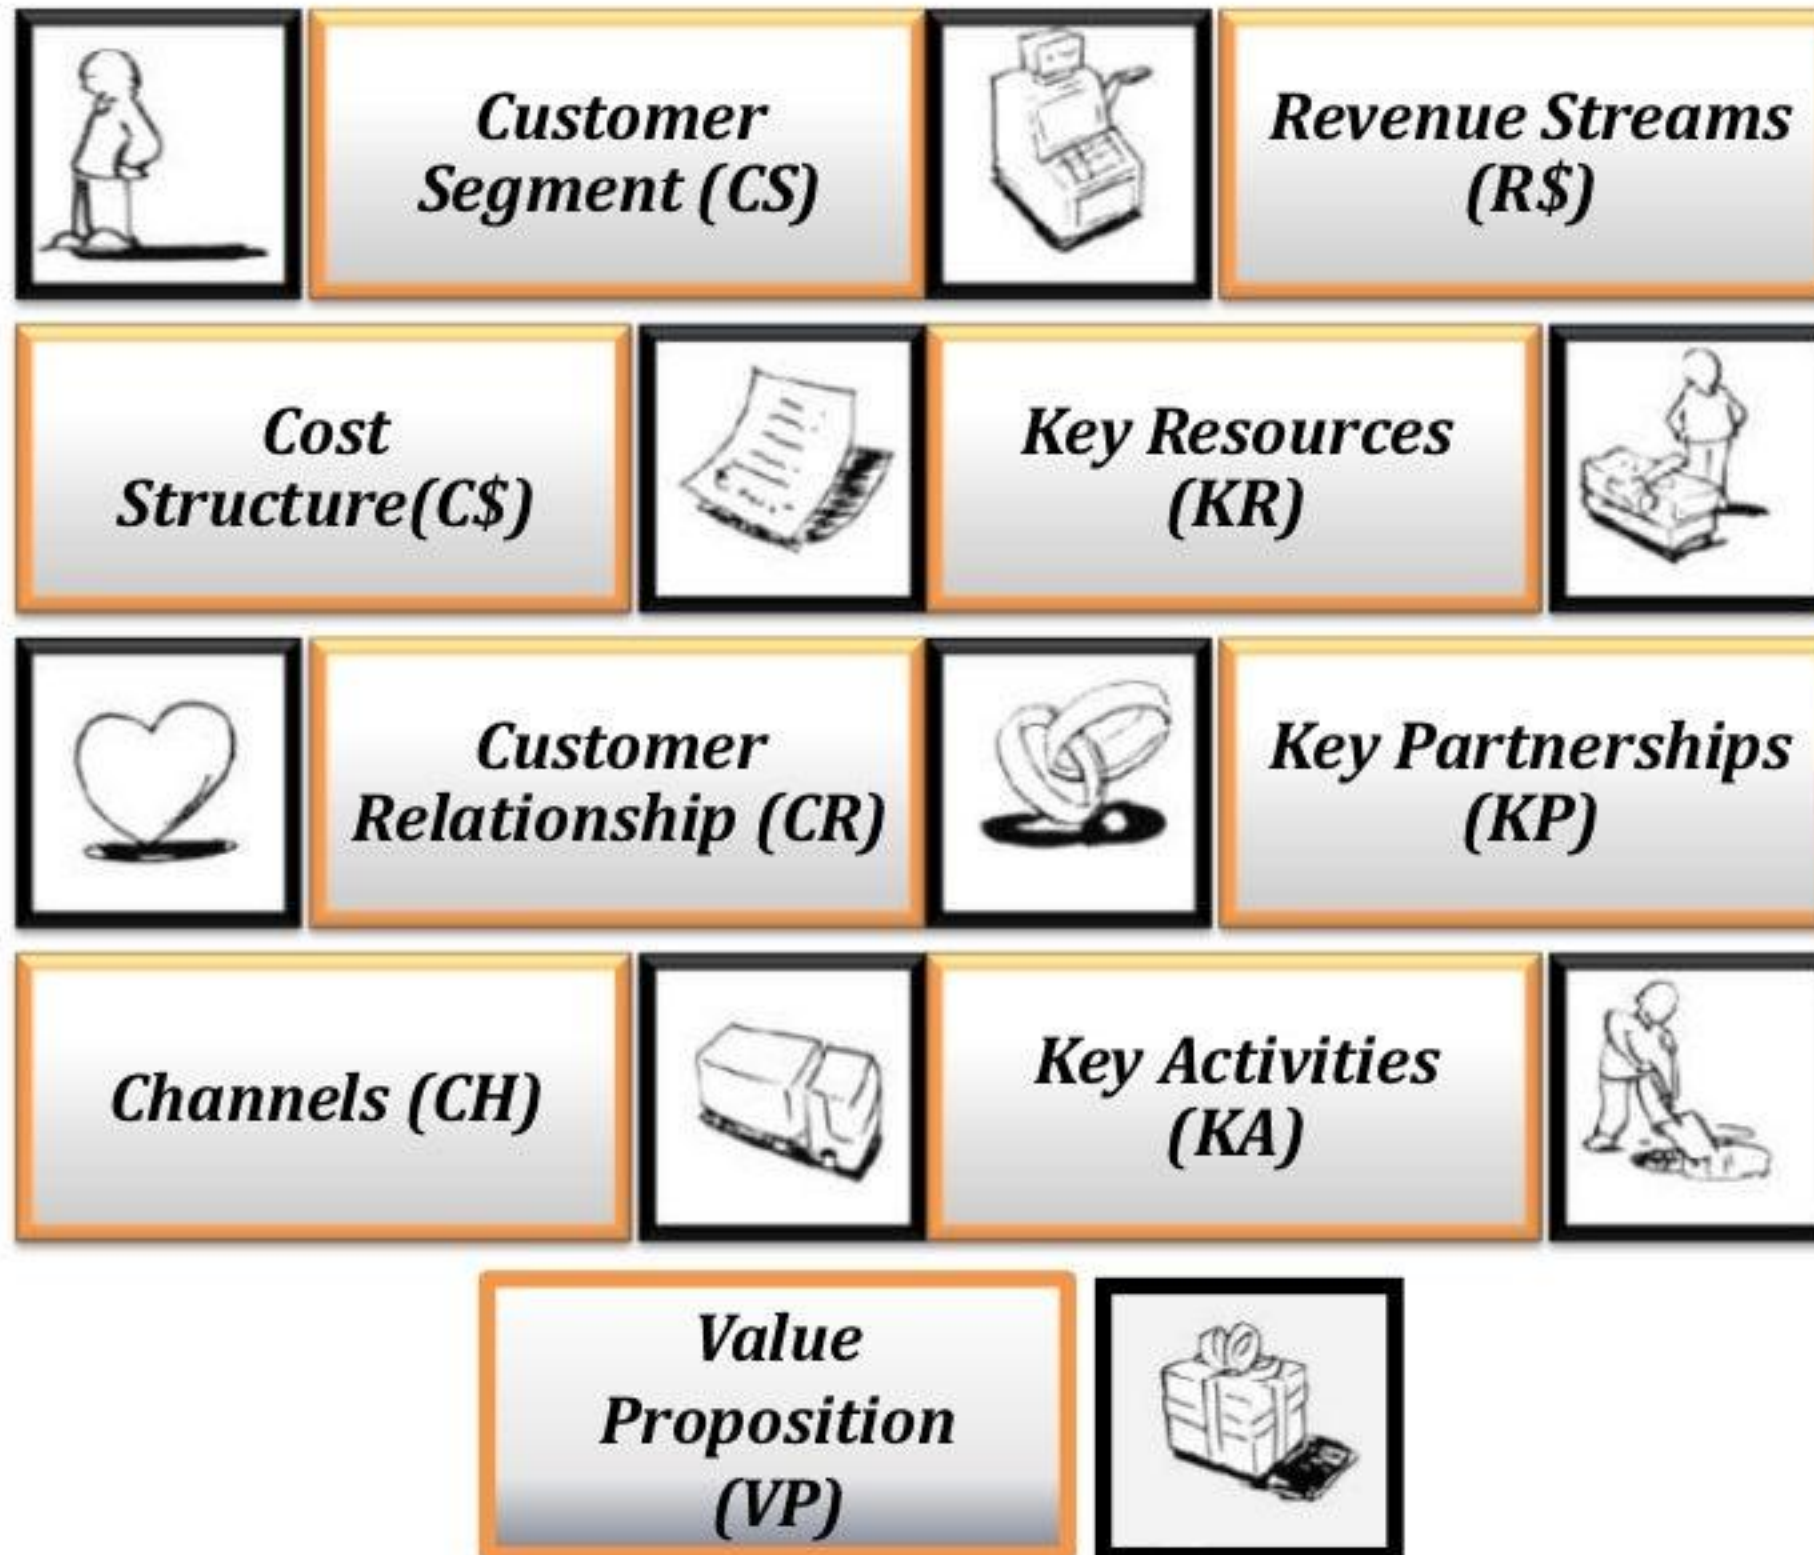 Customer
Segment (CS)
Revenue Streams
(R$)
Cost
Structure(C$)
Key Resources
(KR)
Customer
Relationship (CR)
Key Partnerships
(KP)
Channels (CH)
Key Activities
(KA)
Value
Proposition
(VP)